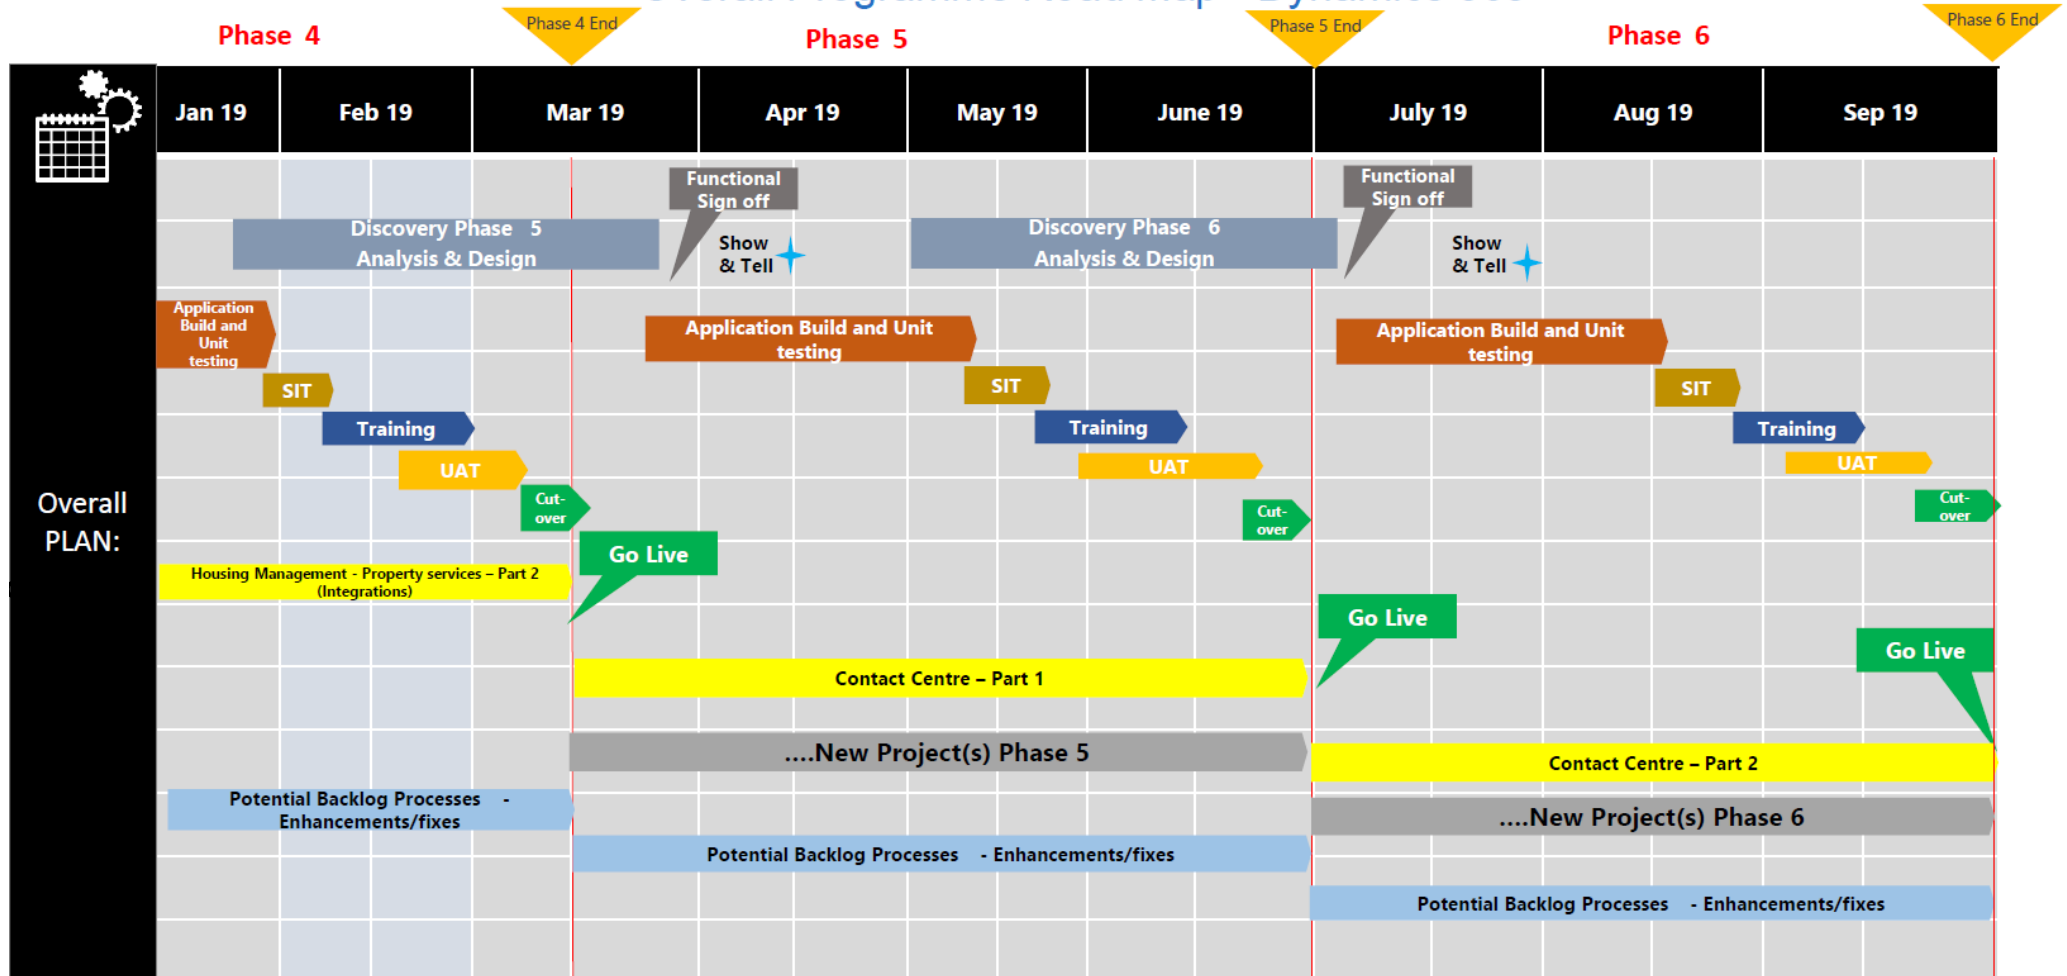 Phase 4
Phase 4 End
Phase 5
Phase 5 End
Phase 6
Phase 6 End
Jan 19
Feb 19
Mar 19
Apr 19
May 19
June 19
July 19
Aug 19
Sep 19
Overall
PLAN:
Functional
Sign off
Functional
Sign off
Discovery Phase 5
Analysis & Design
Show
& Tell
Discovery Phase 6
Analysis & Design
Show
& Tell
Application
Build and
Unit
testing
Application Build and Unit
testing
Application Build and Unit
testing
SIT
SIT
SIT
Training
Training
Training
UAT
UAT
UAT
Cut-
over
Cut-
over
Cut-
over
Go Live
Housing Management - Property services – Part 2
(Integrations)
Go Live
Go Live
Contact Centre – Part 1
....New Project(s) Phase 5
Contact Centre – Part 2
Potential Backlog Processes -
Enhancements/fixes
....New Project(s) Phase 6
Potential Backlog Processes - Enhancements/fixes
Potential Backlog Processes - Enhancements/fixes